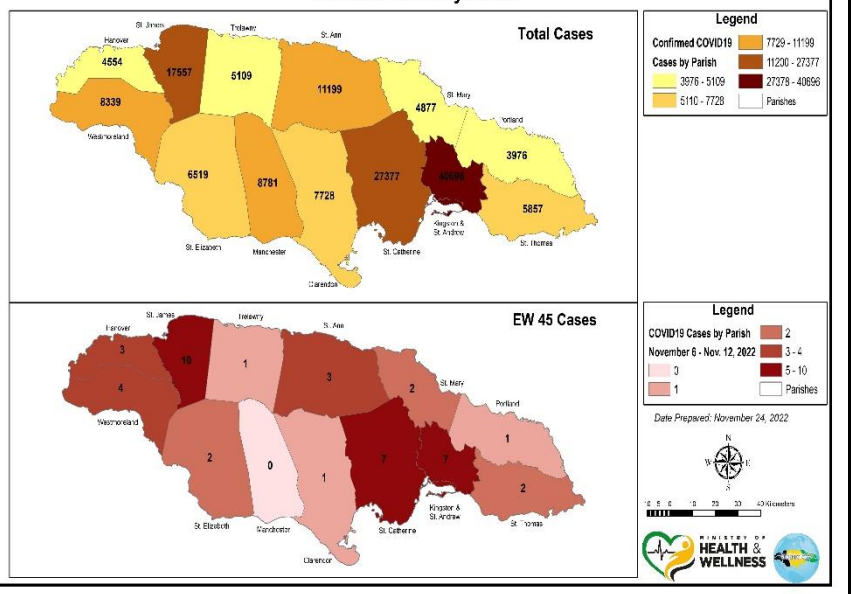 Total Cases
St. James
Trelawny
St. Ann
Hanover
4554
17557
5109
11199
8339
4877
St. Mary
Portland
Westmoreland
3976
6519
8781
7728
27377
40696
5857
St. Elizabeth
Manchester
St. Catherine
Kingston &
St. Andrew
St. Thomas
Clarendon
Legend
Confirmed COVID19
Cases by Parish
3976 - 5109
5110 - 7728
7729 - 11199
11200 - 27377
27378 - 40696
Parishes
EW 45 Cases
St. James
Trelawny
St. Ann
Hanover
3
10
1
3
4
2
St. Mary
Portland
Westmoreland
1
2
0
1
7
7
2
St. Elizabeth
Manchester
St. Catherine
Kingston &
St. Andrew
St. Thomas
Clarendon
Legend
COVID19 Cases by Parish
November 6 - Nov. 12, 2022
0
1
2
3 - 4
5 - 10
Parishes
Date Prepared: November 24, 2022
N
W E
S
10 5 0 10 20 30 40 Kilometers
MINISTRY OF
HEALTH &
WELLNESS